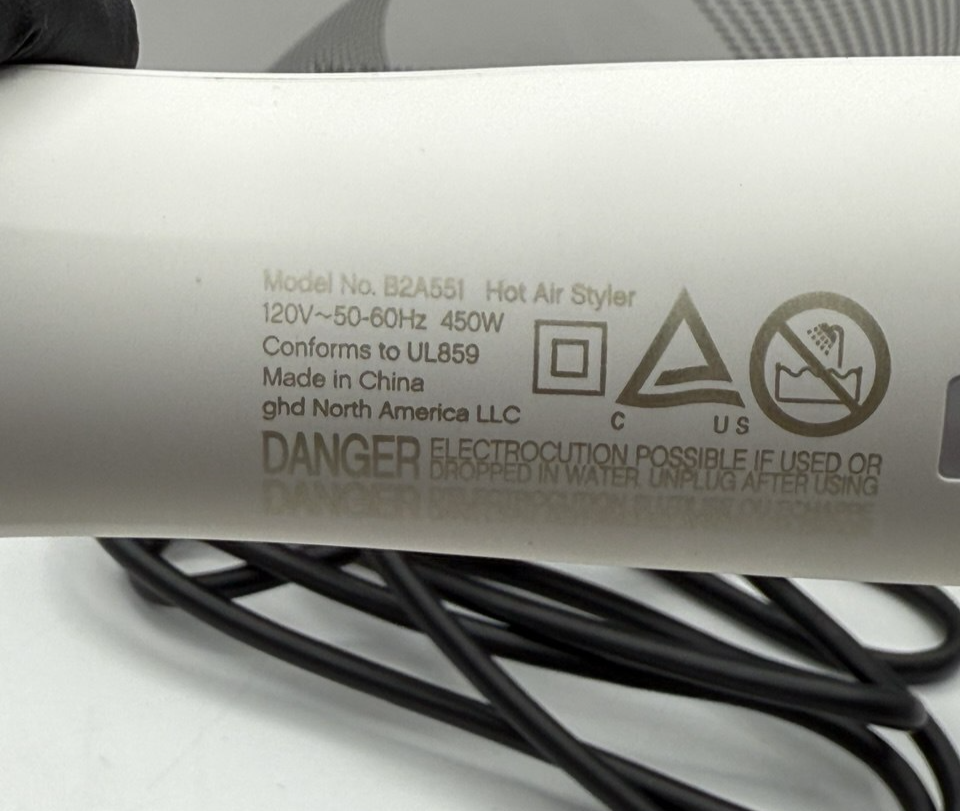 Model No. B2A551 Hot Air Styler
120V~50-60Hz 450W
Conforms to UL859
Made in China
ghd North America LLC
C US
DANGER ELECTROCUTION POSSIBLE IF USED OR
DROPPED IN WATER. UNPLUG AFTER USING
DANGER